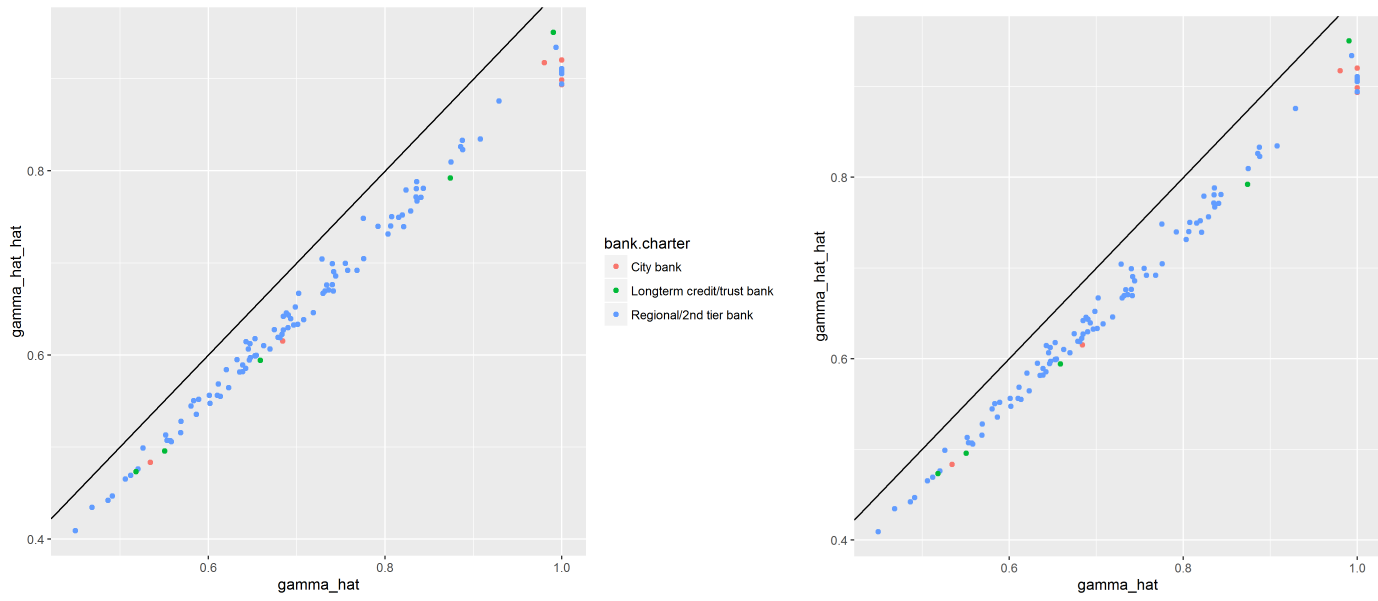 gamma_hat_hat
0.8
0.6
0.4
0.6
0.8
1.0
gamma_hat
bank.charter
City bank
Longterm credit/trust bank
Regional/2nd tier bank
gamma_hat_hat
0.8
0.6
0.4
0.6
0.8
1.0
gamma_hat